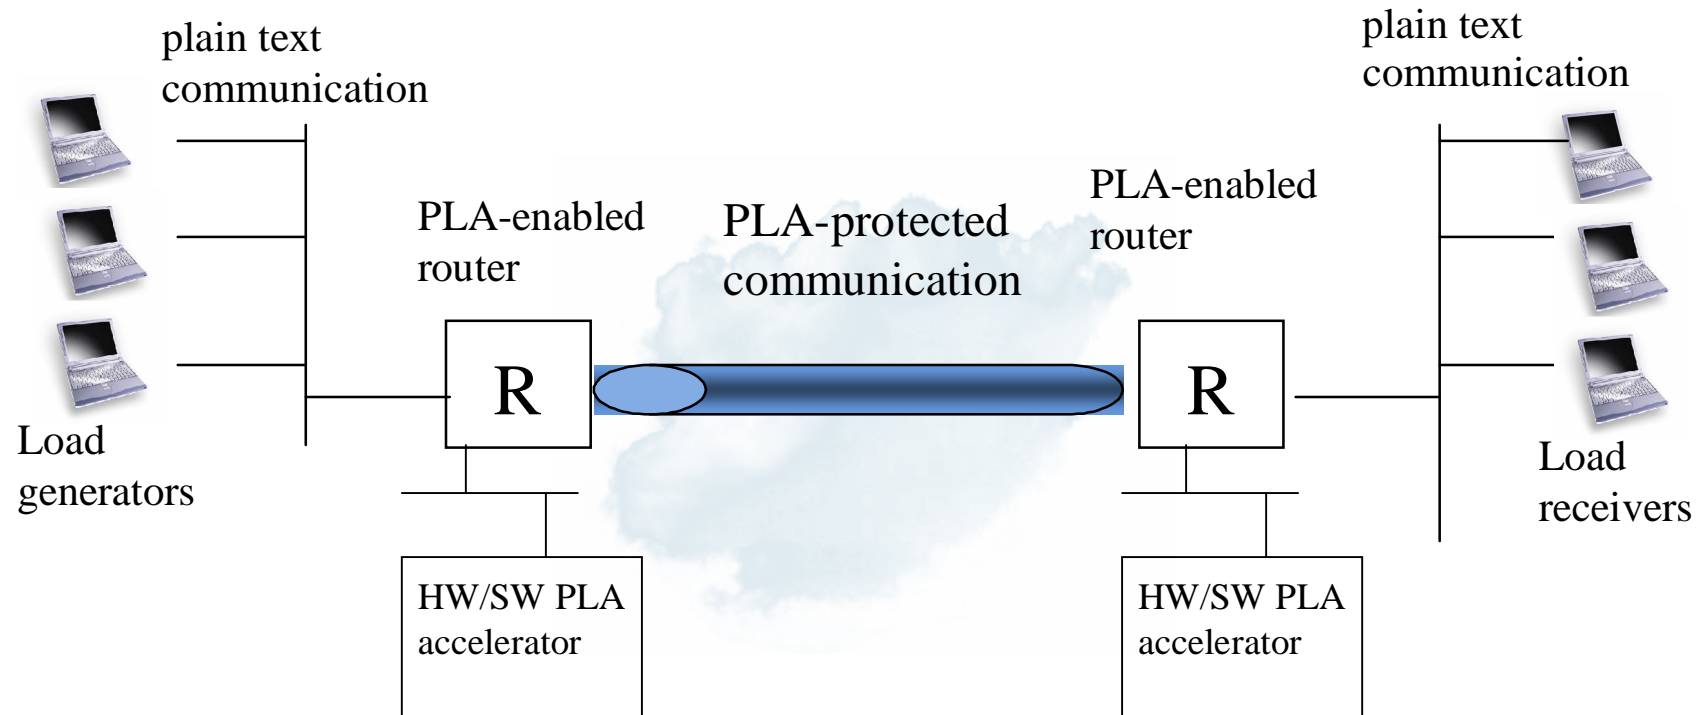 plain text
communication
plain text
communication
PLA-enabled
router
PLA-protected
communication
PLA-enabled
router
R
R
Load
generators
Load
receivers
HW/SW PLA
accelerator
HW/SW PLA
accelerator